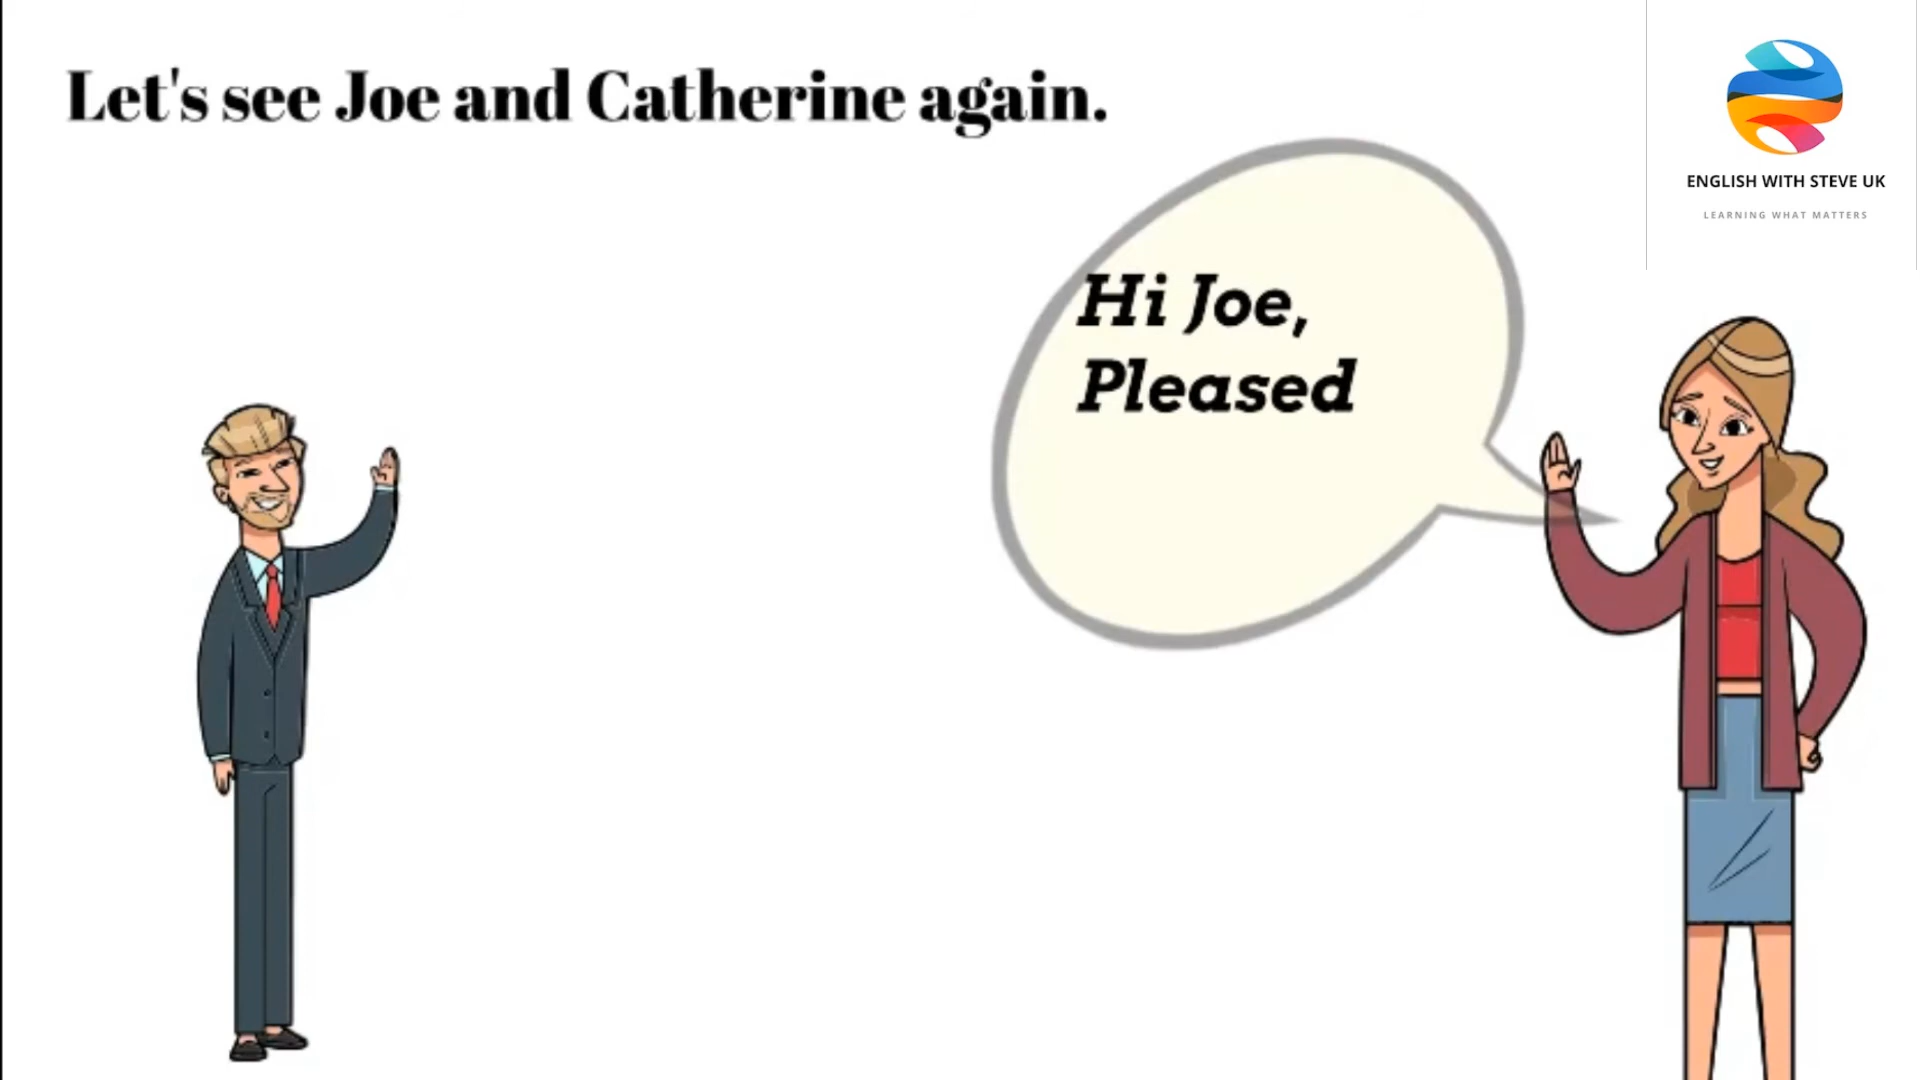 Let's see Joe and Catherine again.
ENGLISH WITH STEVE UK
LEARNING WHAT MATTERS
Hi Joe,
Pleased